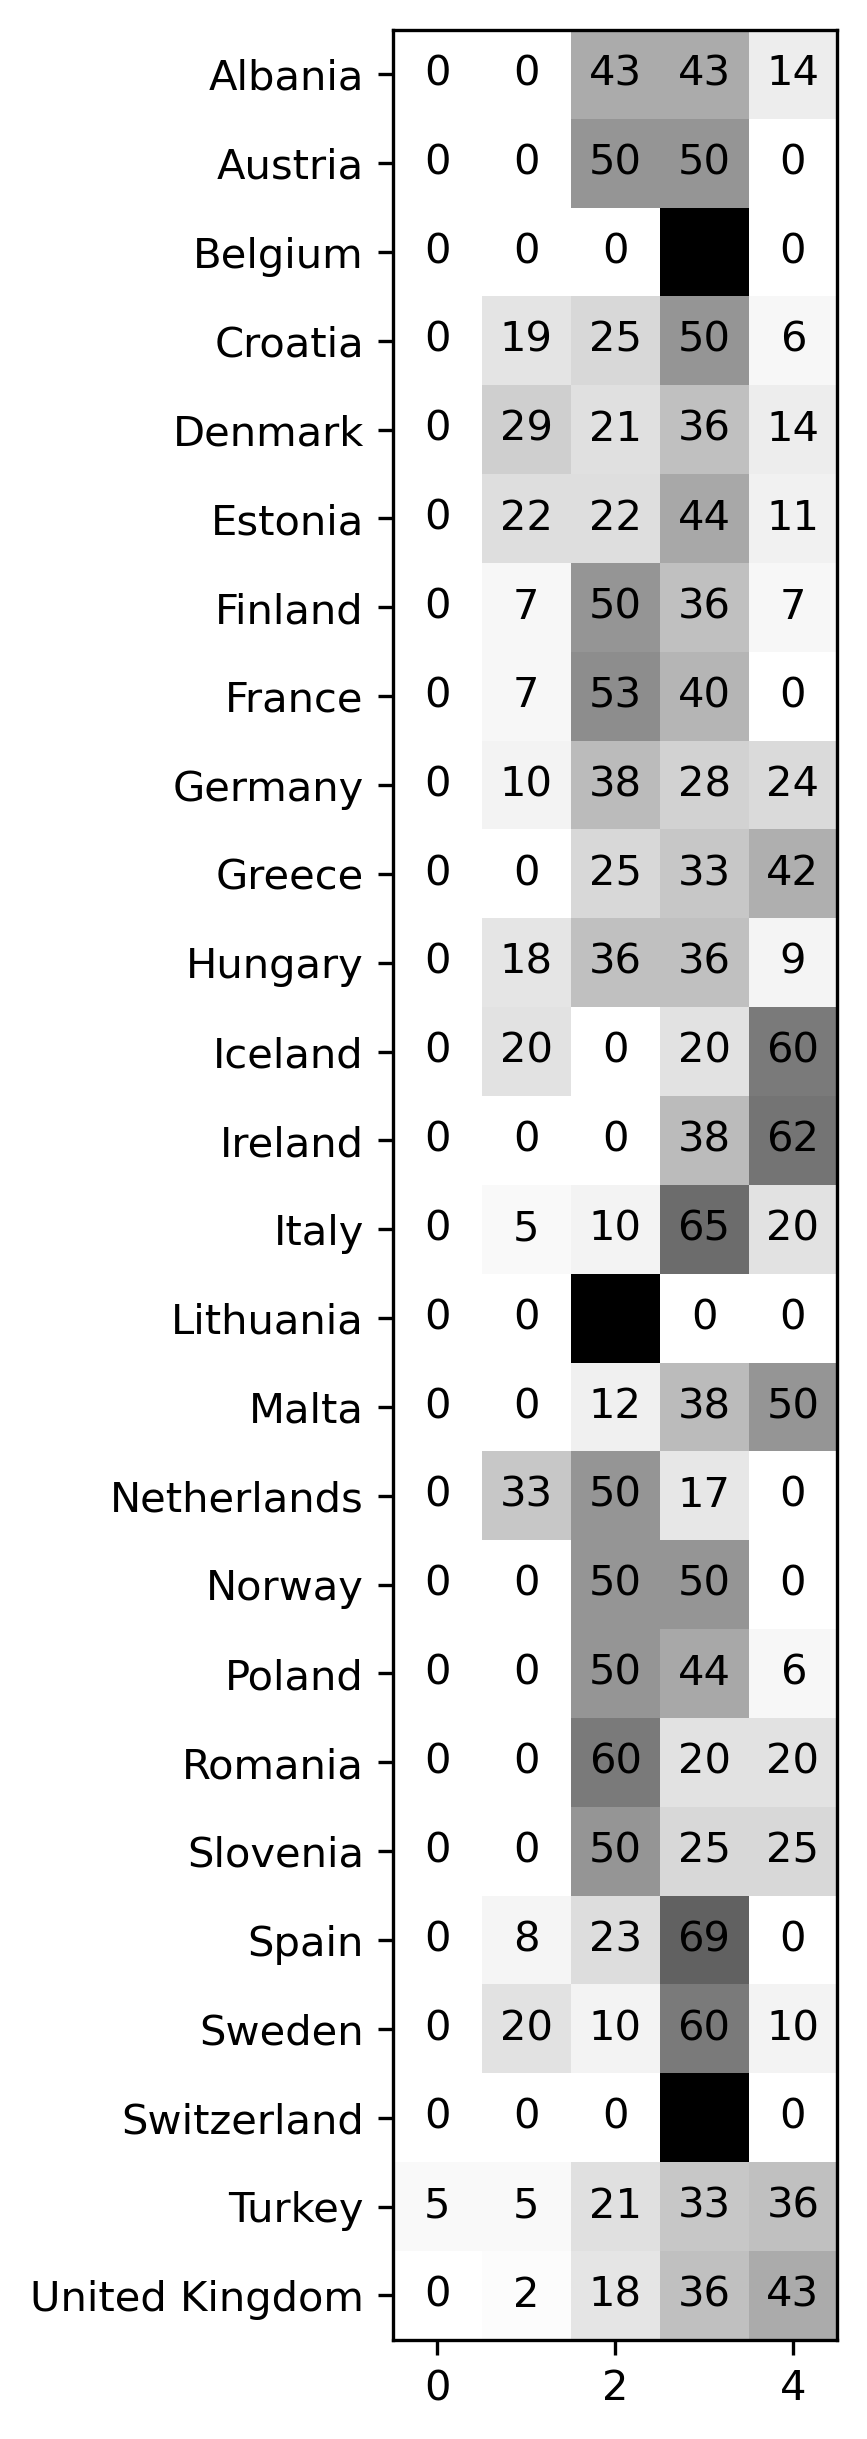 Albania 0 0 43 43 14
Austria 0 0 50 50 0
Belgium 0 0 0 0
Croatia 0 19 25 50 6
Denmark 0 29 21 36 14
Estonia 0 22 22 44 11
Finland 0 7 50 36 7
France 0 7 53 40 0
Germany 0 10 38 28 24
Greece 0 0 25 33 42
Hungary 0 18 36 36 9
Iceland 0 20 0 20 60
Ireland 0 0 0 38 62
Italy 0 5 10 65 20
Lithuania 0 0 0 0
Malta 0 0 12 38 50
Netherlands 0 33 50 17 0
Norway 0 0 50 50 0
Poland 0 0 50 44 6
Romania 0 0 60 20 20
Slovenia 0 0 50 25 25
Spain 0 8 23 69 0
Sweden 0 20 10 60 10
Switzerland 0 0 0 0
Turkey 5 5 21 33 36
United Kingdom 0 2 18 36 43
0 2 4